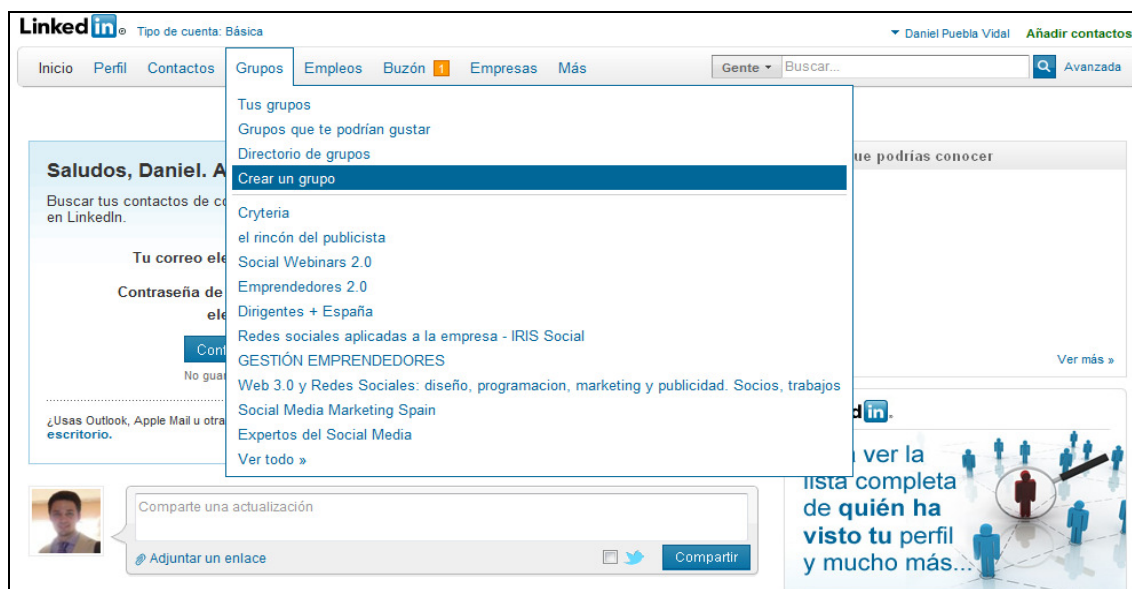 Linked in ® Tipo de cuenta: Básica
Daniel Puebla Vidal Añadir contactos
Inicio Perfil Contactos Grupos Empleos Buzón 1 Empresas Más
Gente Buscar... Avanzada
Tus grupos
Grupos que te podrían gustar
Directorio de grupos
Crear un grupo
Cryteria
el rincón del publicista
Social Webinars 2.0
Emprendedores 2.0
Dirigentes + España
Redes sociales aplicadas a la empresa - IRIS Social
GESTIÓN EMPRENDEDORES
Web 3.0 y Redes Sociales: diseño, programacion, marketing y publicidad. Socios, trabajos
Social Media Marketing Spain
Expertos del Social Media
Ver todo »
Saludos, Daniel. A
Buscar tus contactos de co
en LinkedIn.
Tu correo ele
Contraseña de
ele
Cont
No guar
¿Usas Outlook, Apple Mail u otra
escritorio.
ue podrías conocer
Ver más »
d in.
ver la
lista completa
de quién ha
visto tu perfil
y mucho más...
Comparte una actualización
Adjuntar un enlace
Compartir